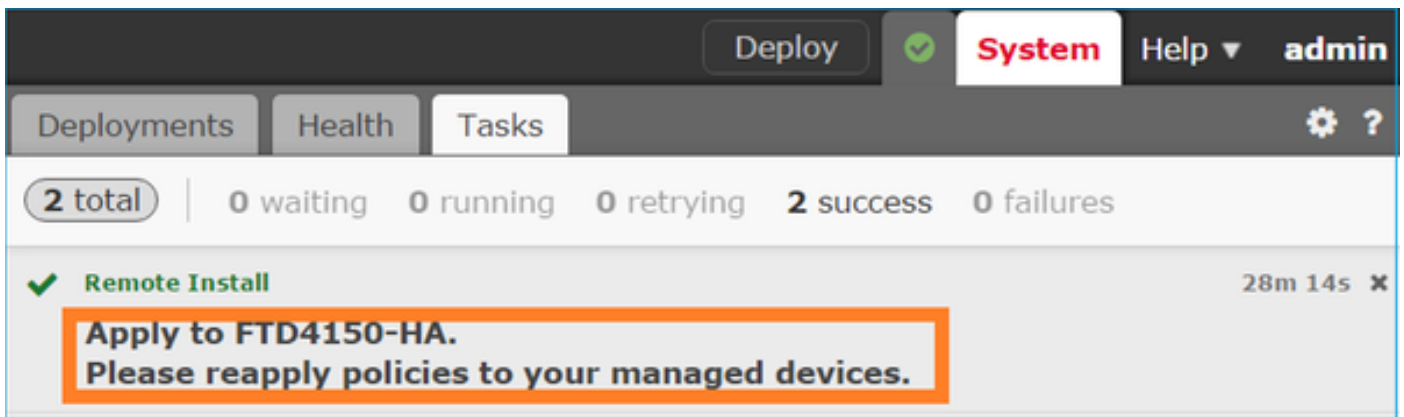 Deploy System Help admin
Deployments Health Tasks ?
2 total 0 waiting 0 running 0 retrying 2 success 0 failures
Remote Install 28m 14s
Apply to FTD4150-HA.
Please reapply policies to your managed devices.